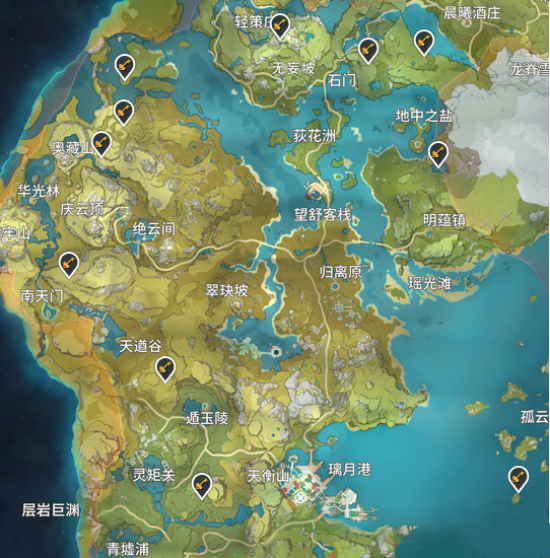 轻策庄
晨曦酒庄
无妄坡
石门
龙脊雪
地中之盐
荻花洲
奥藏山
华光林
庆云顶
望舒客栈
明蕴镇
绝云间
归离原
瑶光滩
南天门
翠玦坡
天遒谷
遁玉陵
孤云
灵矩关
天衡山
璃月港
层岩巨渊
青墟浦